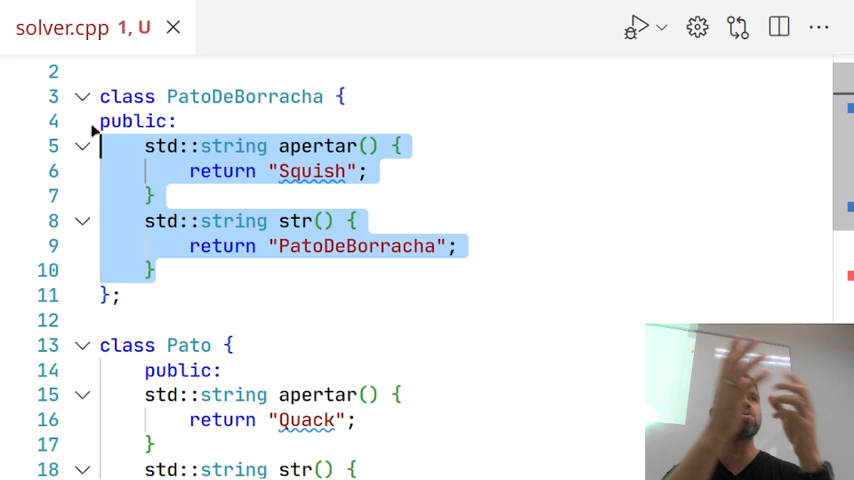 solver.cpp 1, U
2
3 class PatoDeBorracha {
4 public:
5 std::string apertar() {
6 return "Squish";
7 }
8 std::string str() {
9 return "PatoDeBorracha";
10 }
11 };
12
13 class Pato {
14 public:
15 std::string apertar() {
16 return "Quack";
17 }
18 std::string str() {